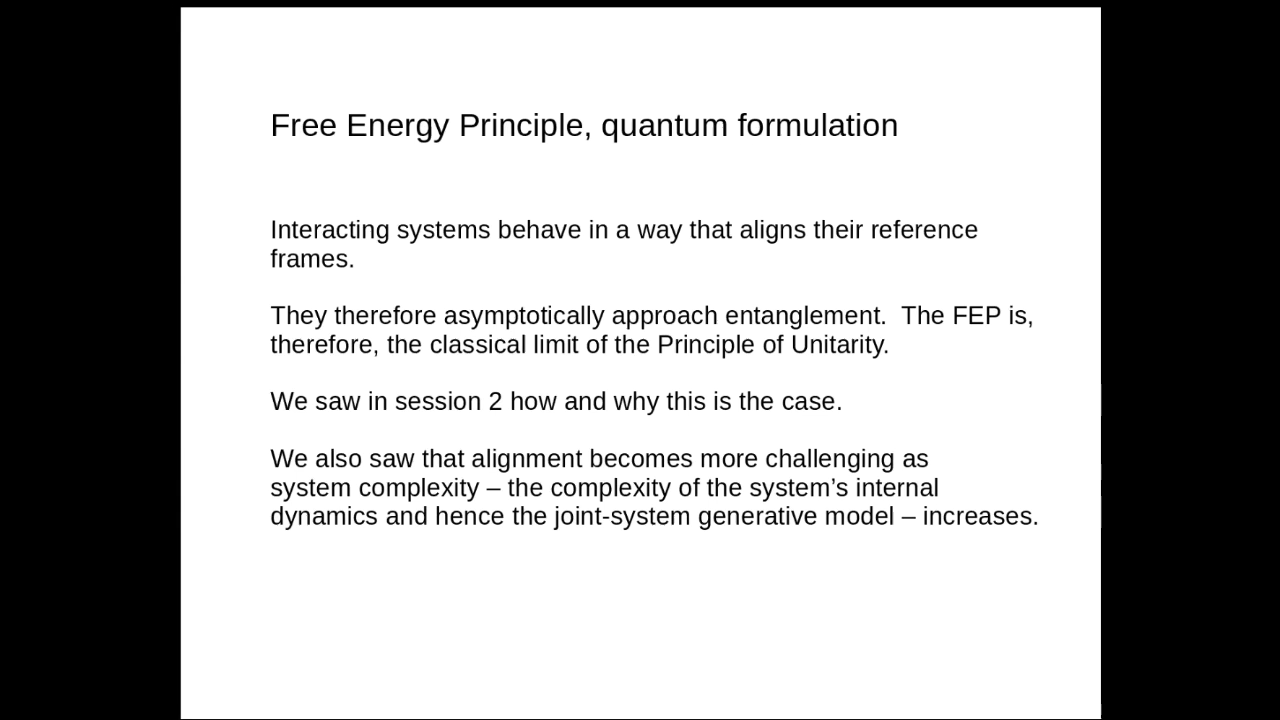 Free Energy Principle, quantum formulation
Interacting systems behave in a way that aligns their reference
frames.
They therefore asymptotically approach entanglement.  The FEP is,
therefore, the classical limit of the Principle of Unitarity.
We saw in session 2 how and why this is the case.
We also saw that alignment becomes more challenging as
system complexity – the complexity of the system’s internal
dynamics and hence the joint-system generative model – increases.